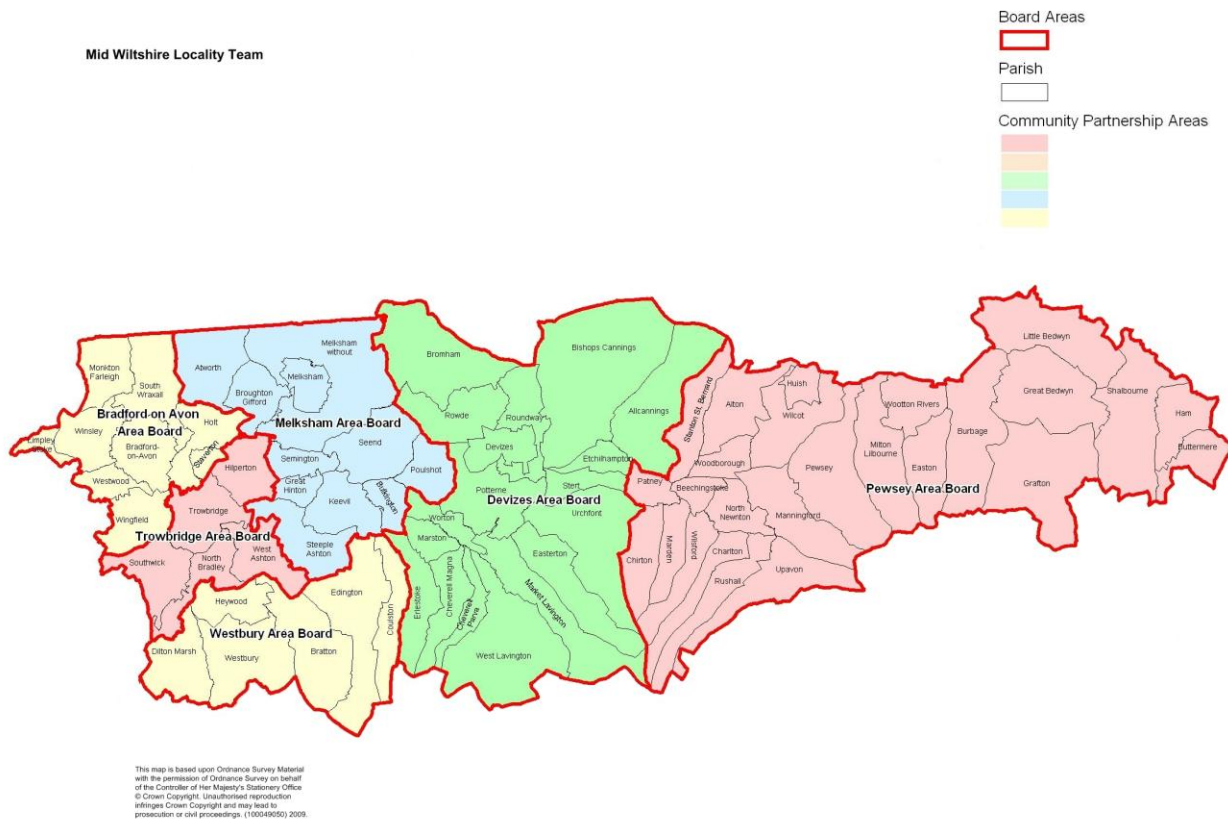 Mid Wiltshire Locality Team
Board Areas
Parish
Community Partnership Areas
Monkton
Farleigh
South
Wraxall
Bradford-on Avon
Area Board
Winsley
Limpley
Stoke
Bradford-
on-Avon
Holt
Staverton
Westwood
Wingfield
Atworth
Melksham
without
Melksham
Broughton
Gifford
Melksham Area Board
Seend
Semington
Poulshot
Great
Hinton
Keevil
Bulkington
Steeple
Ashton
Hilperton
Trowbridge
Trowbridge Area Board
Southwick
North
Bradley
West
Ashton
Heywood
Edington
Coulston
Westbury Area Board
Dilton Marsh
Westbury
Bratton
Bromham
Bishops Cannings
Rowde
Roundway
Allcannings
Devizes
Etchilhampton
Potterne
Stert
Devizes Area Board
Urchfont
Worton
Marston
Easterton
Erlestoke
Cheverell Magna
Cheverell
Parva
Market Lavington
West Lavington
Stanton St. Bernard
Alton
Huish
Wilcot
Woodborough
Patney
Beechingstoke
Pewsey
Milton
Lilbourne
Wootton Rivers
Easton
Burbage
Little Bedwyn
Great Bedwyn
Shalbourne
Ham
Buttermere
Grafton
Pewsey Area Board
North
Newnton
Manningford
Chirton
Marden
Wilsford
Charlton
Rushall
Upavon
This map is based upon Ordnance Survey Material
with the permission of Ordnance Survey on behalf
of the Controller of Her Majesty's Stationery Office
© Crown Copyright. Unauthorised reproduction
infringes Crown Copyright and may lead to
prosecution or civil proceedings. (100049050) 2009.